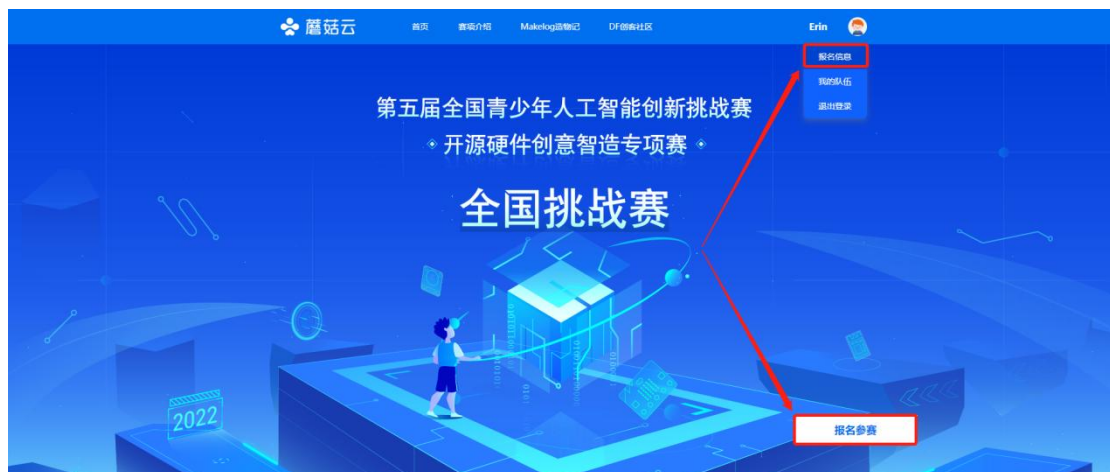 蘑菇云 首页 赛项介绍 Makelog造物记 DF创客社区 Erin
报名信息
我的队伍
退出登录
第五届全国青少年人工智能创新挑战赛
开源硬件创意智造专项赛
全国挑战赛
2022
报名参赛